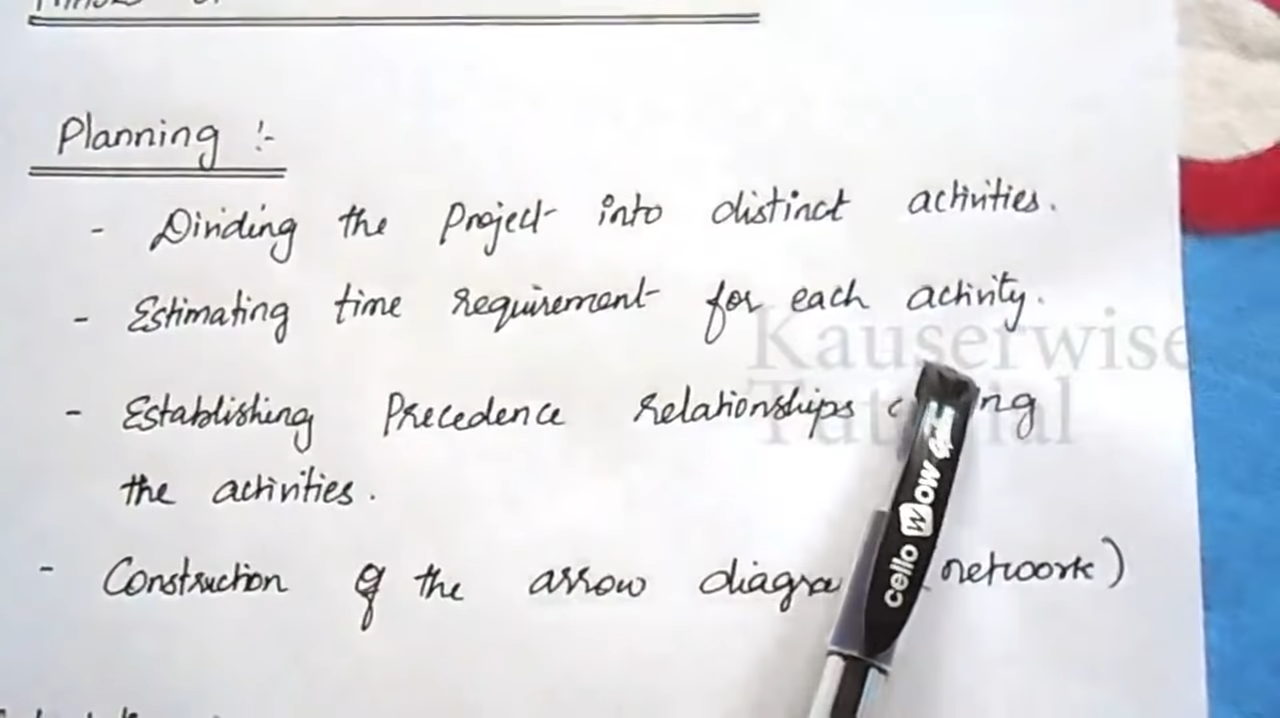 Planning :-
- Dividing the Project into distinct activities.
- Estimating time requirement for each activity.
Kauserwise
- Establishing Precedence relationships
Tutorial
the activities.
- Construction of the arrow (network)
cello wow